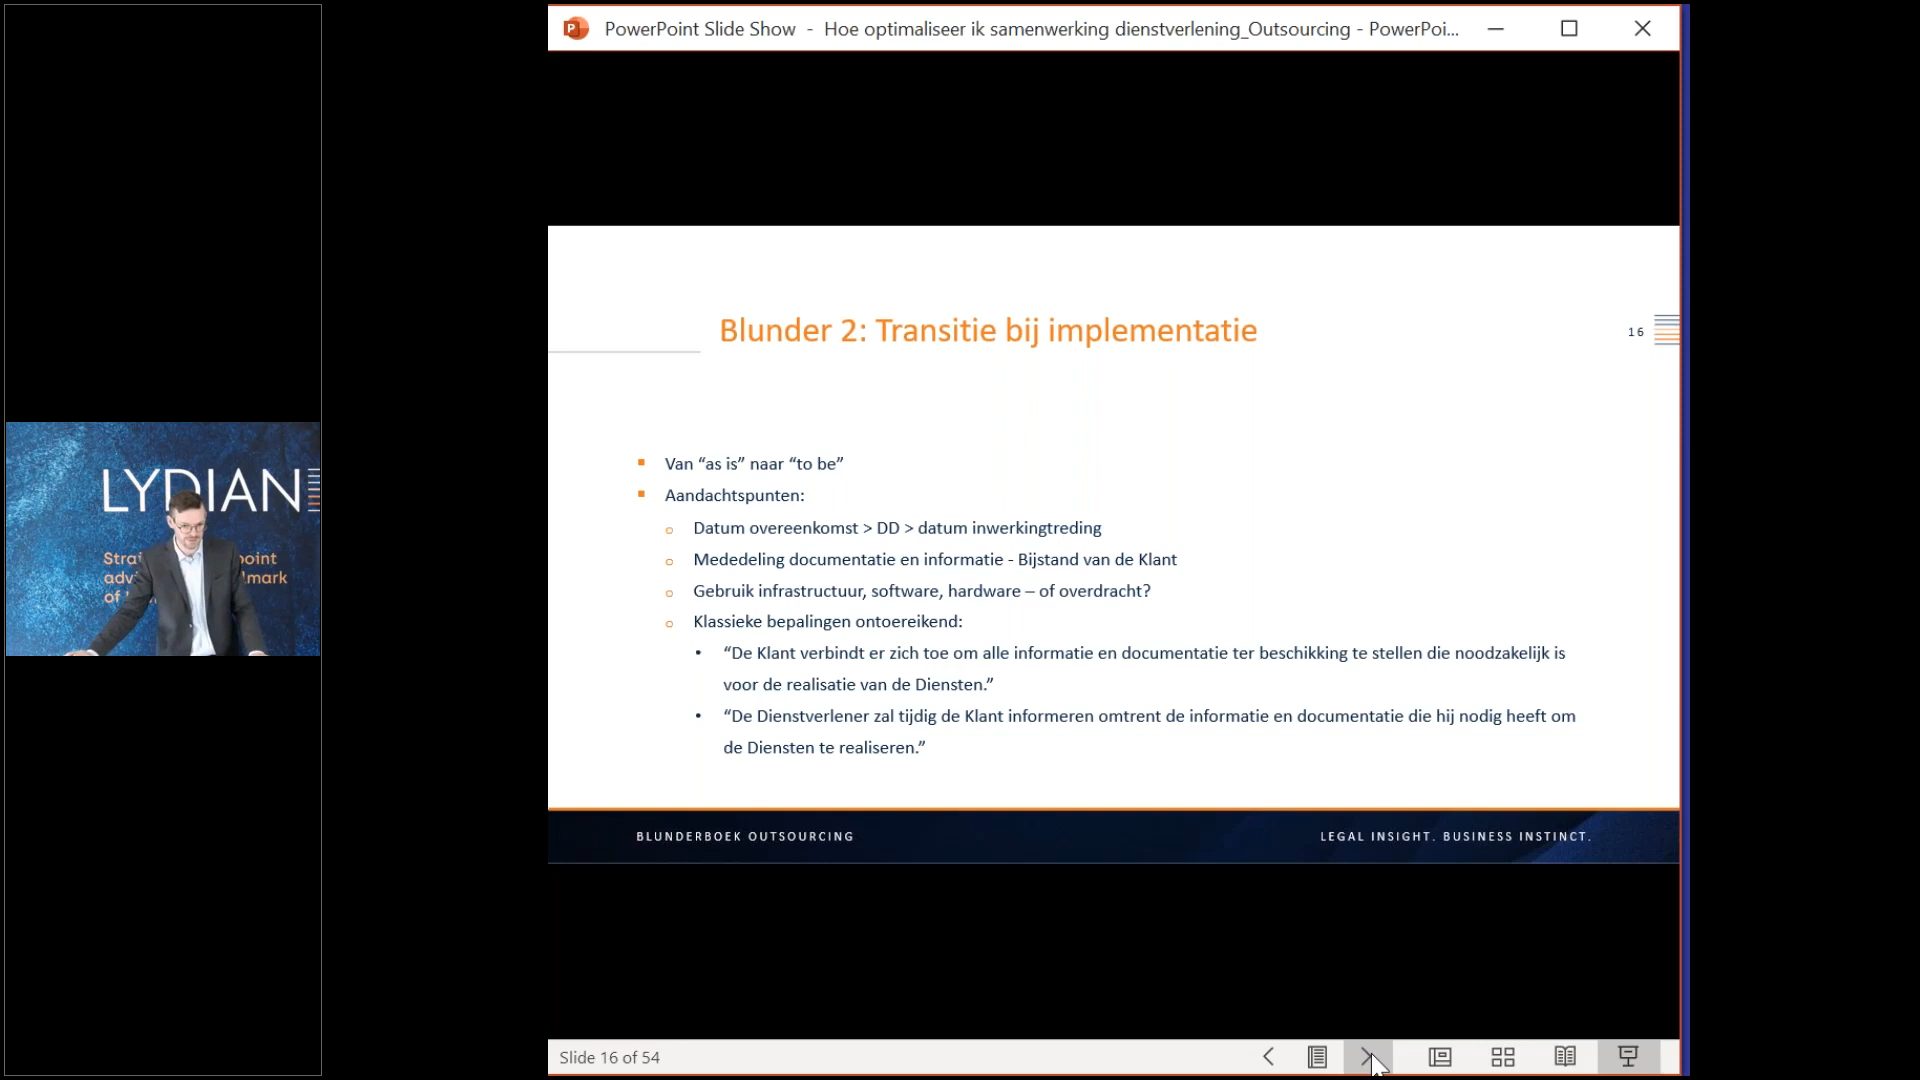 PowerPoint Slide Show - Hoe optimaliseer ik samenwerking dienstverlening_Outsourcing - PowerPoi...
Blunder 2: Transitie bij implementatie
16
Van “as is” naar “to be”
Aandachtspunten:
Datum overeenkomst > DD > datum inwerkingtreding
Mededeling documentatie en informatie - Bijstand van de Klant
Gebruik infrastructuur, software, hardware – of overdracht?
Klassieke bepalingen ontoereikend:
“De Klant verbindt er zich toe om alle informatie en documentatie ter beschikking te stellen die noodzakelijk is
voor de realisatie van de Diensten.”
“De Dienstverlener zal tijdig de Klant informeren omtrent de informatie en documentatie die hij nodig heeft om
de Diensten te realiseren.”
BLUNDERBOEK OUTSOURCING
LEGAL INSIGHT. BUSINESS INSTINCT.
Slide 16 of 54
LYDIAN
of